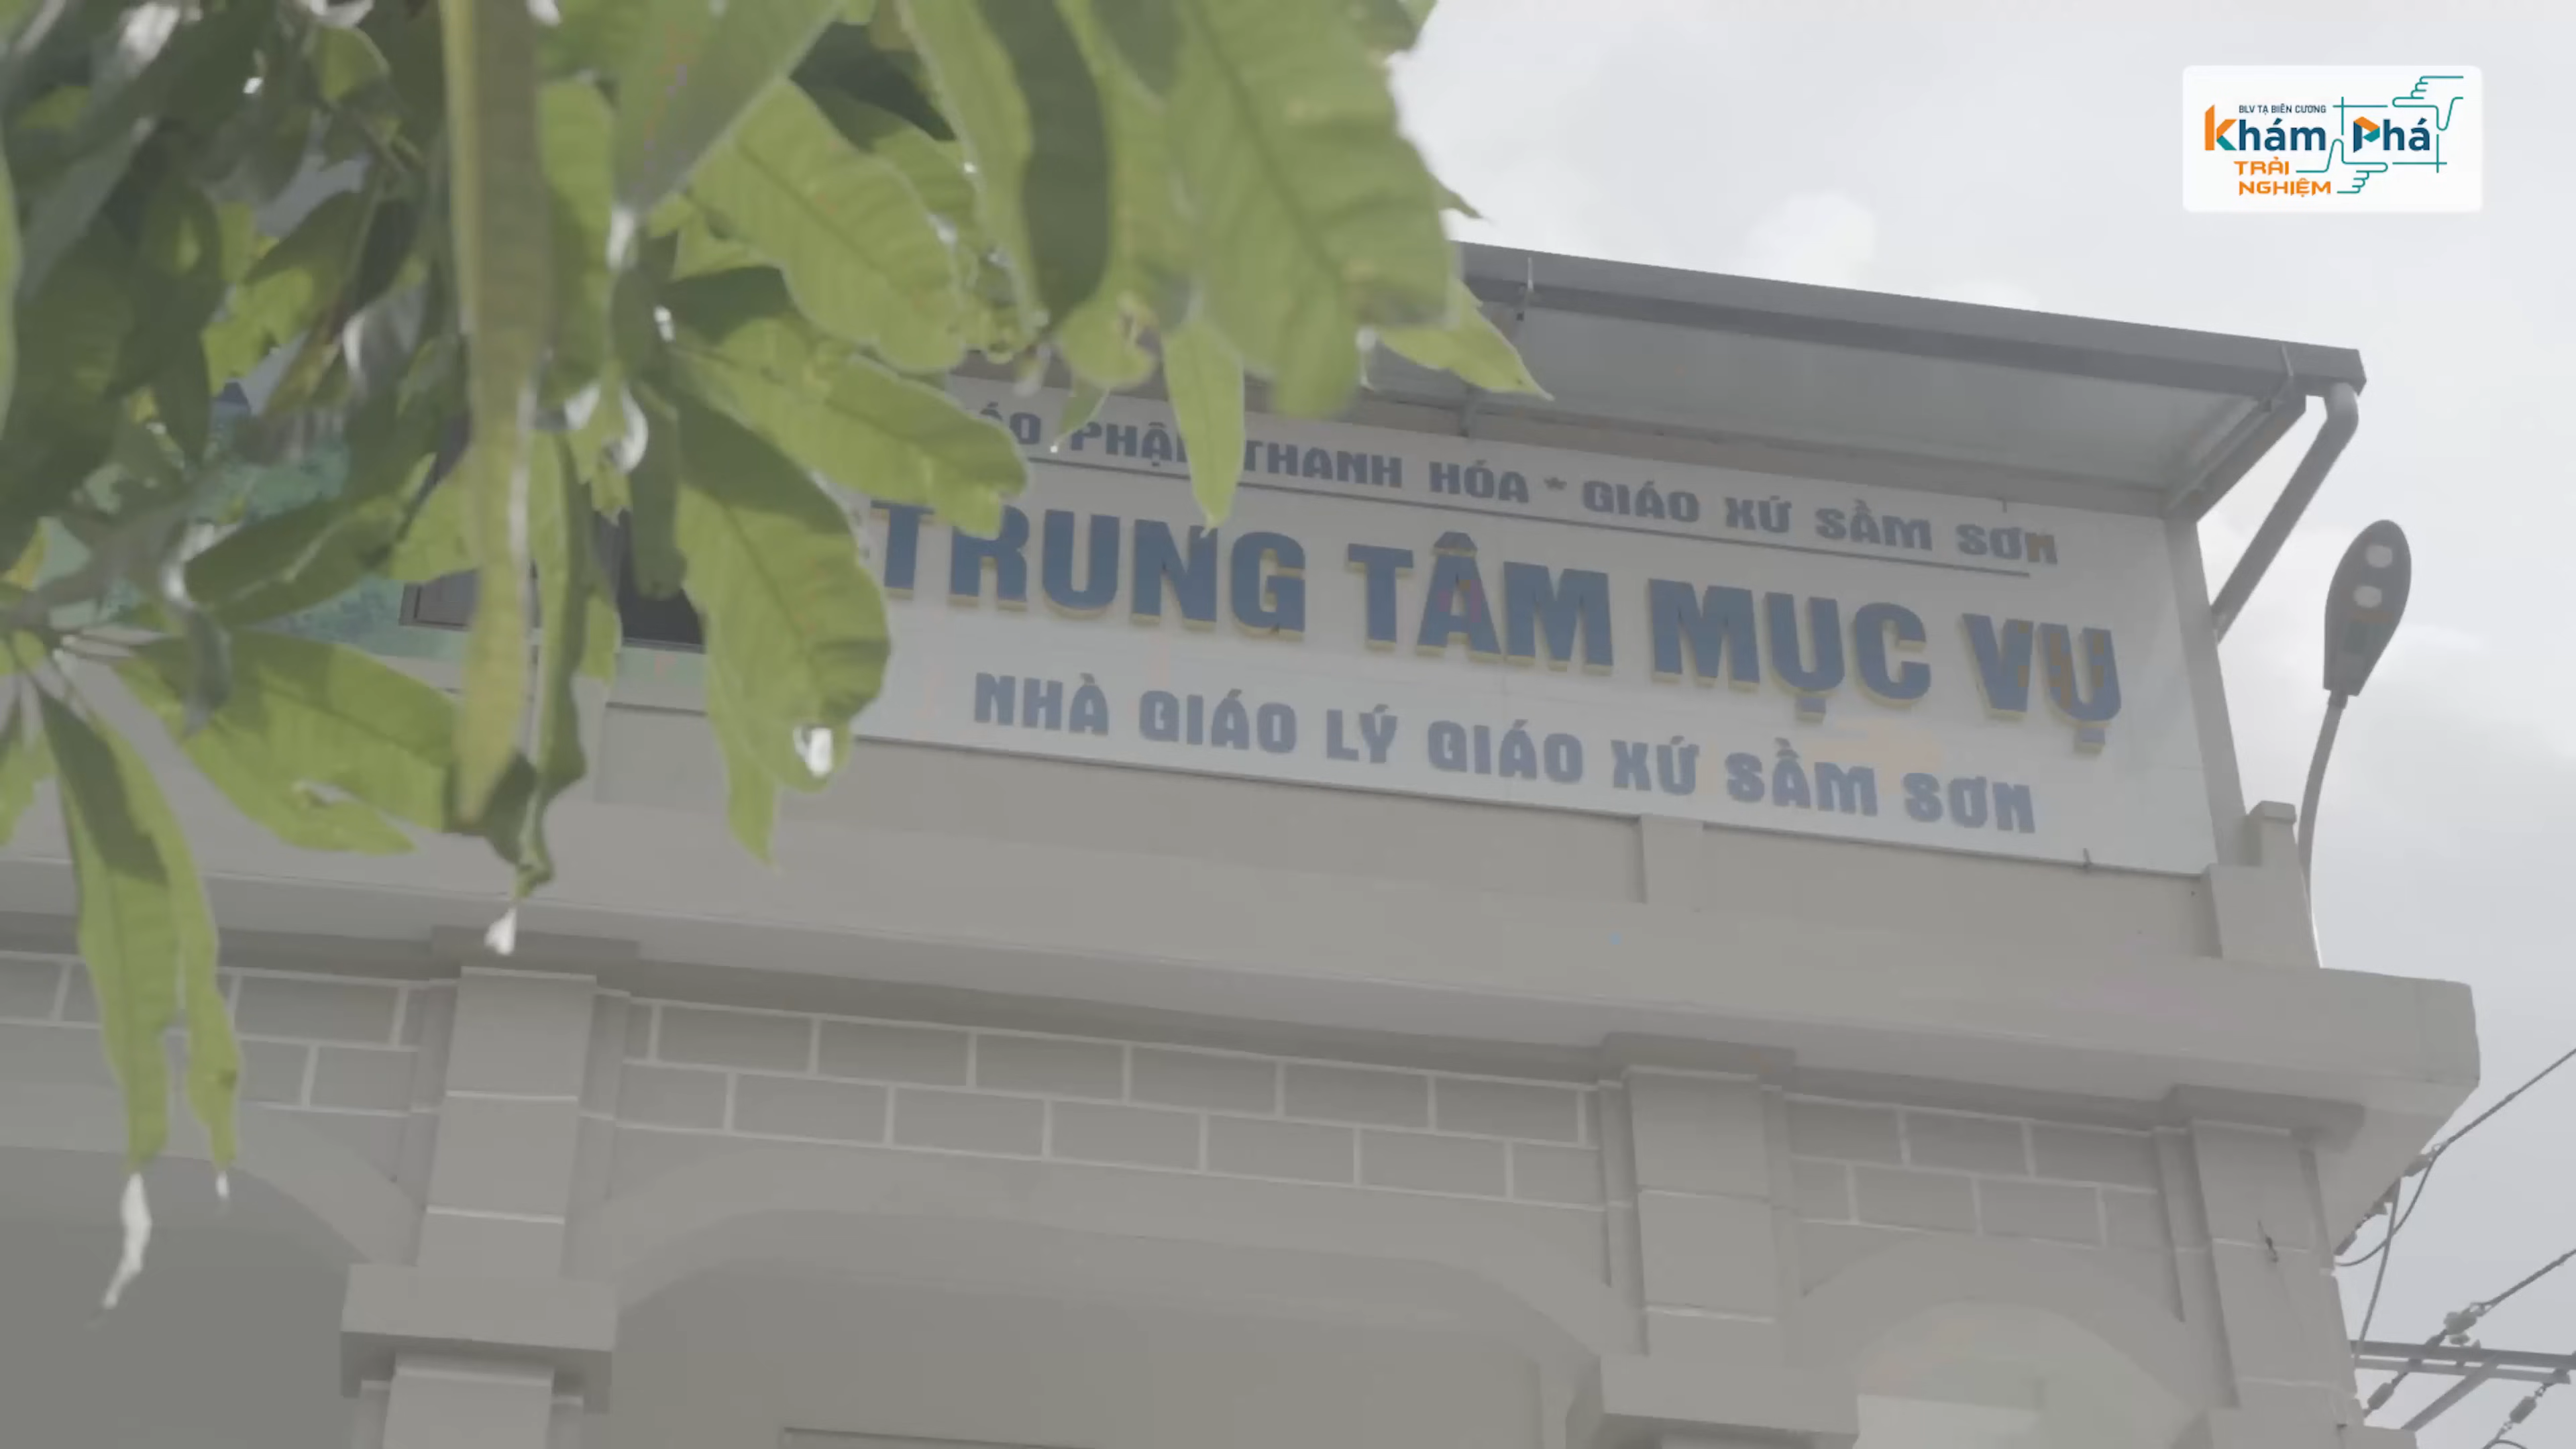 BLV TẠ BIÊN CƯƠNG
Khám Phá
TRẢI
NGHIỆM
PHẬN THANH HÓA * GIÁO XỨ SẦM SƠN
TRUNG TÂM MỤC VỤ
NHÀ GIÁO LÝ GIÁO XỨ SẦM SƠN